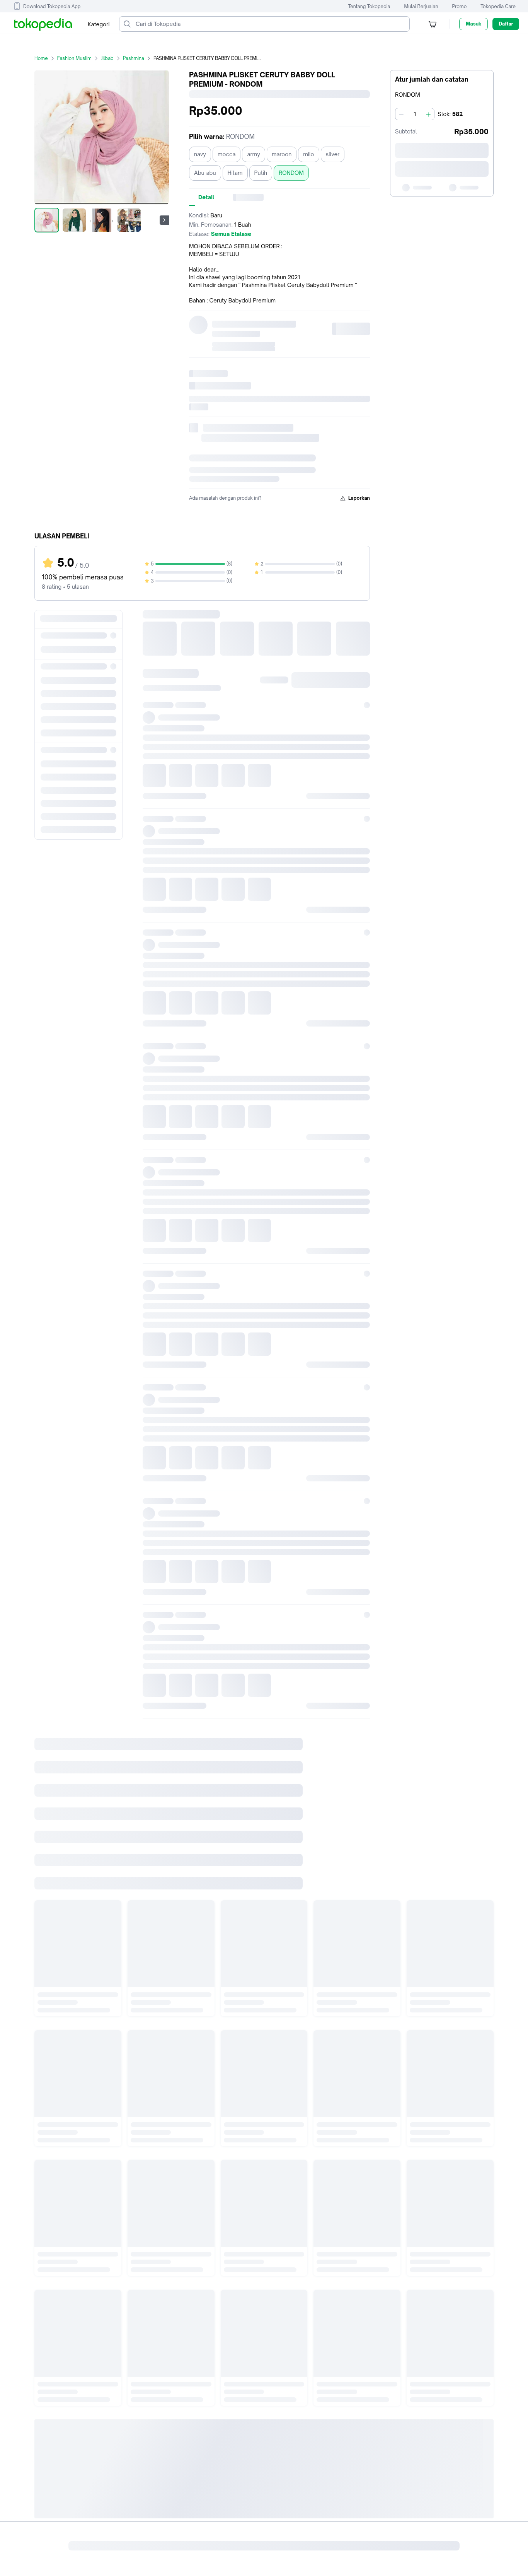 Download Tokopedia App
Tentang Tokopedia
Mulai Berjualan
Promo
Tokopedia Care
tokopedia
Kategori
Cari di Tokopedia
Masuk
Daftar
Home
Fashion Muslim
Jilbab
Pashmina
PASHMINA PLISKET CERUTY BABBY DOLL PREMI...
PASHMINA PLISKET CERUTY BABBY DOLL
PREMIUM - RONDOM
Rp35.000
Pilih warna: RONDOM
navy
mocca
army
maroon
milo
silver
Abu-abu
Hitam
Putih
RONDOM
Detail
Kondisi: Baru
Min. Pemesanan: 1 Buah
Etalase: Semua Etalase
MOHON DIBACA SEBELUM ORDER :
MEMBELI = SETUJU
Hallo dear...
Ini dia schawl yang lagi booming tahun 2021
Kami hadir dengan " Pashmina Plisket Ceruty Babydoll Premium "
Bahan : Ceruty Babydoll Premium
Ada masalah dengan produk ini?
Laporkan
Atur jumlah dan catatan
RONDOM
1
Stok: 582
Subtotal
Rp35.000
ULASAN PEMBELI
5.0 / 5.0
100% pembeli merasa puas
8 rating • 5 ulasan
5 (8)
4 (0)
3 (0)
2 (0)
1 (0)